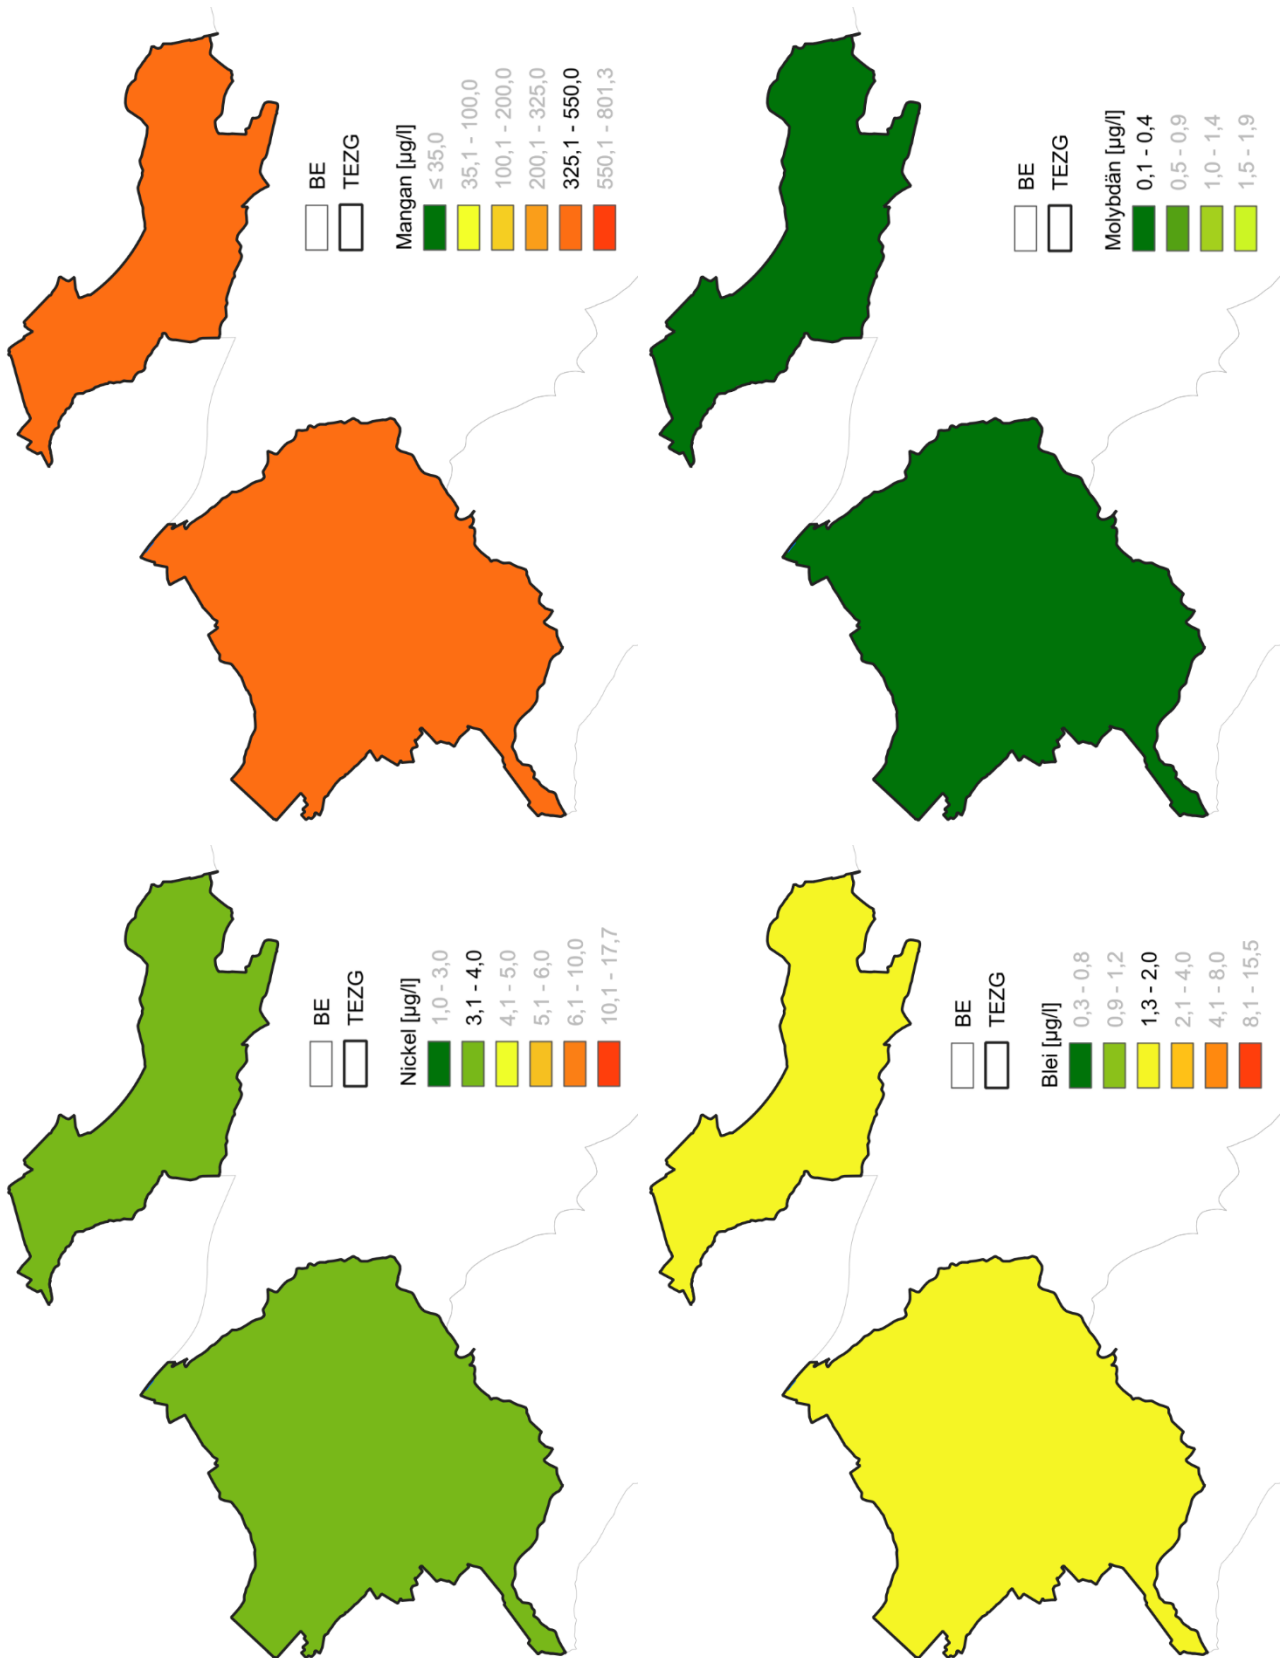 BE
TEZG
Mangan [µg/l]
≤ 35,0
35,1 - 100,0
100,1 - 200,0
200,1 - 325,0
325,1 - 550,0
550,1 - 801,3
BE
TEZG
Molybdän [µg/l]
0,1 - 0,4
0,5 - 0,9
1,0 - 1,4
1,5 - 1,9
BE
TEZG
Nickel [µg/l]
1,0 - 3,0
3,1 - 4,0
4,1 - 5,0
5,1 - 6,0
6,1 - 10,0
10,1 - 17,7
BE
TEZG
Blei [µg/l]
0,3 - 0,8
0,9 - 1,2
1,3 - 2,0
2,1 - 4,0
4,1 - 8,0
8,1 - 15,5